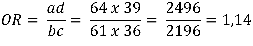 OR = ad/bc = 64 x 39/61 x 36 = 2496/2196 = 1,14